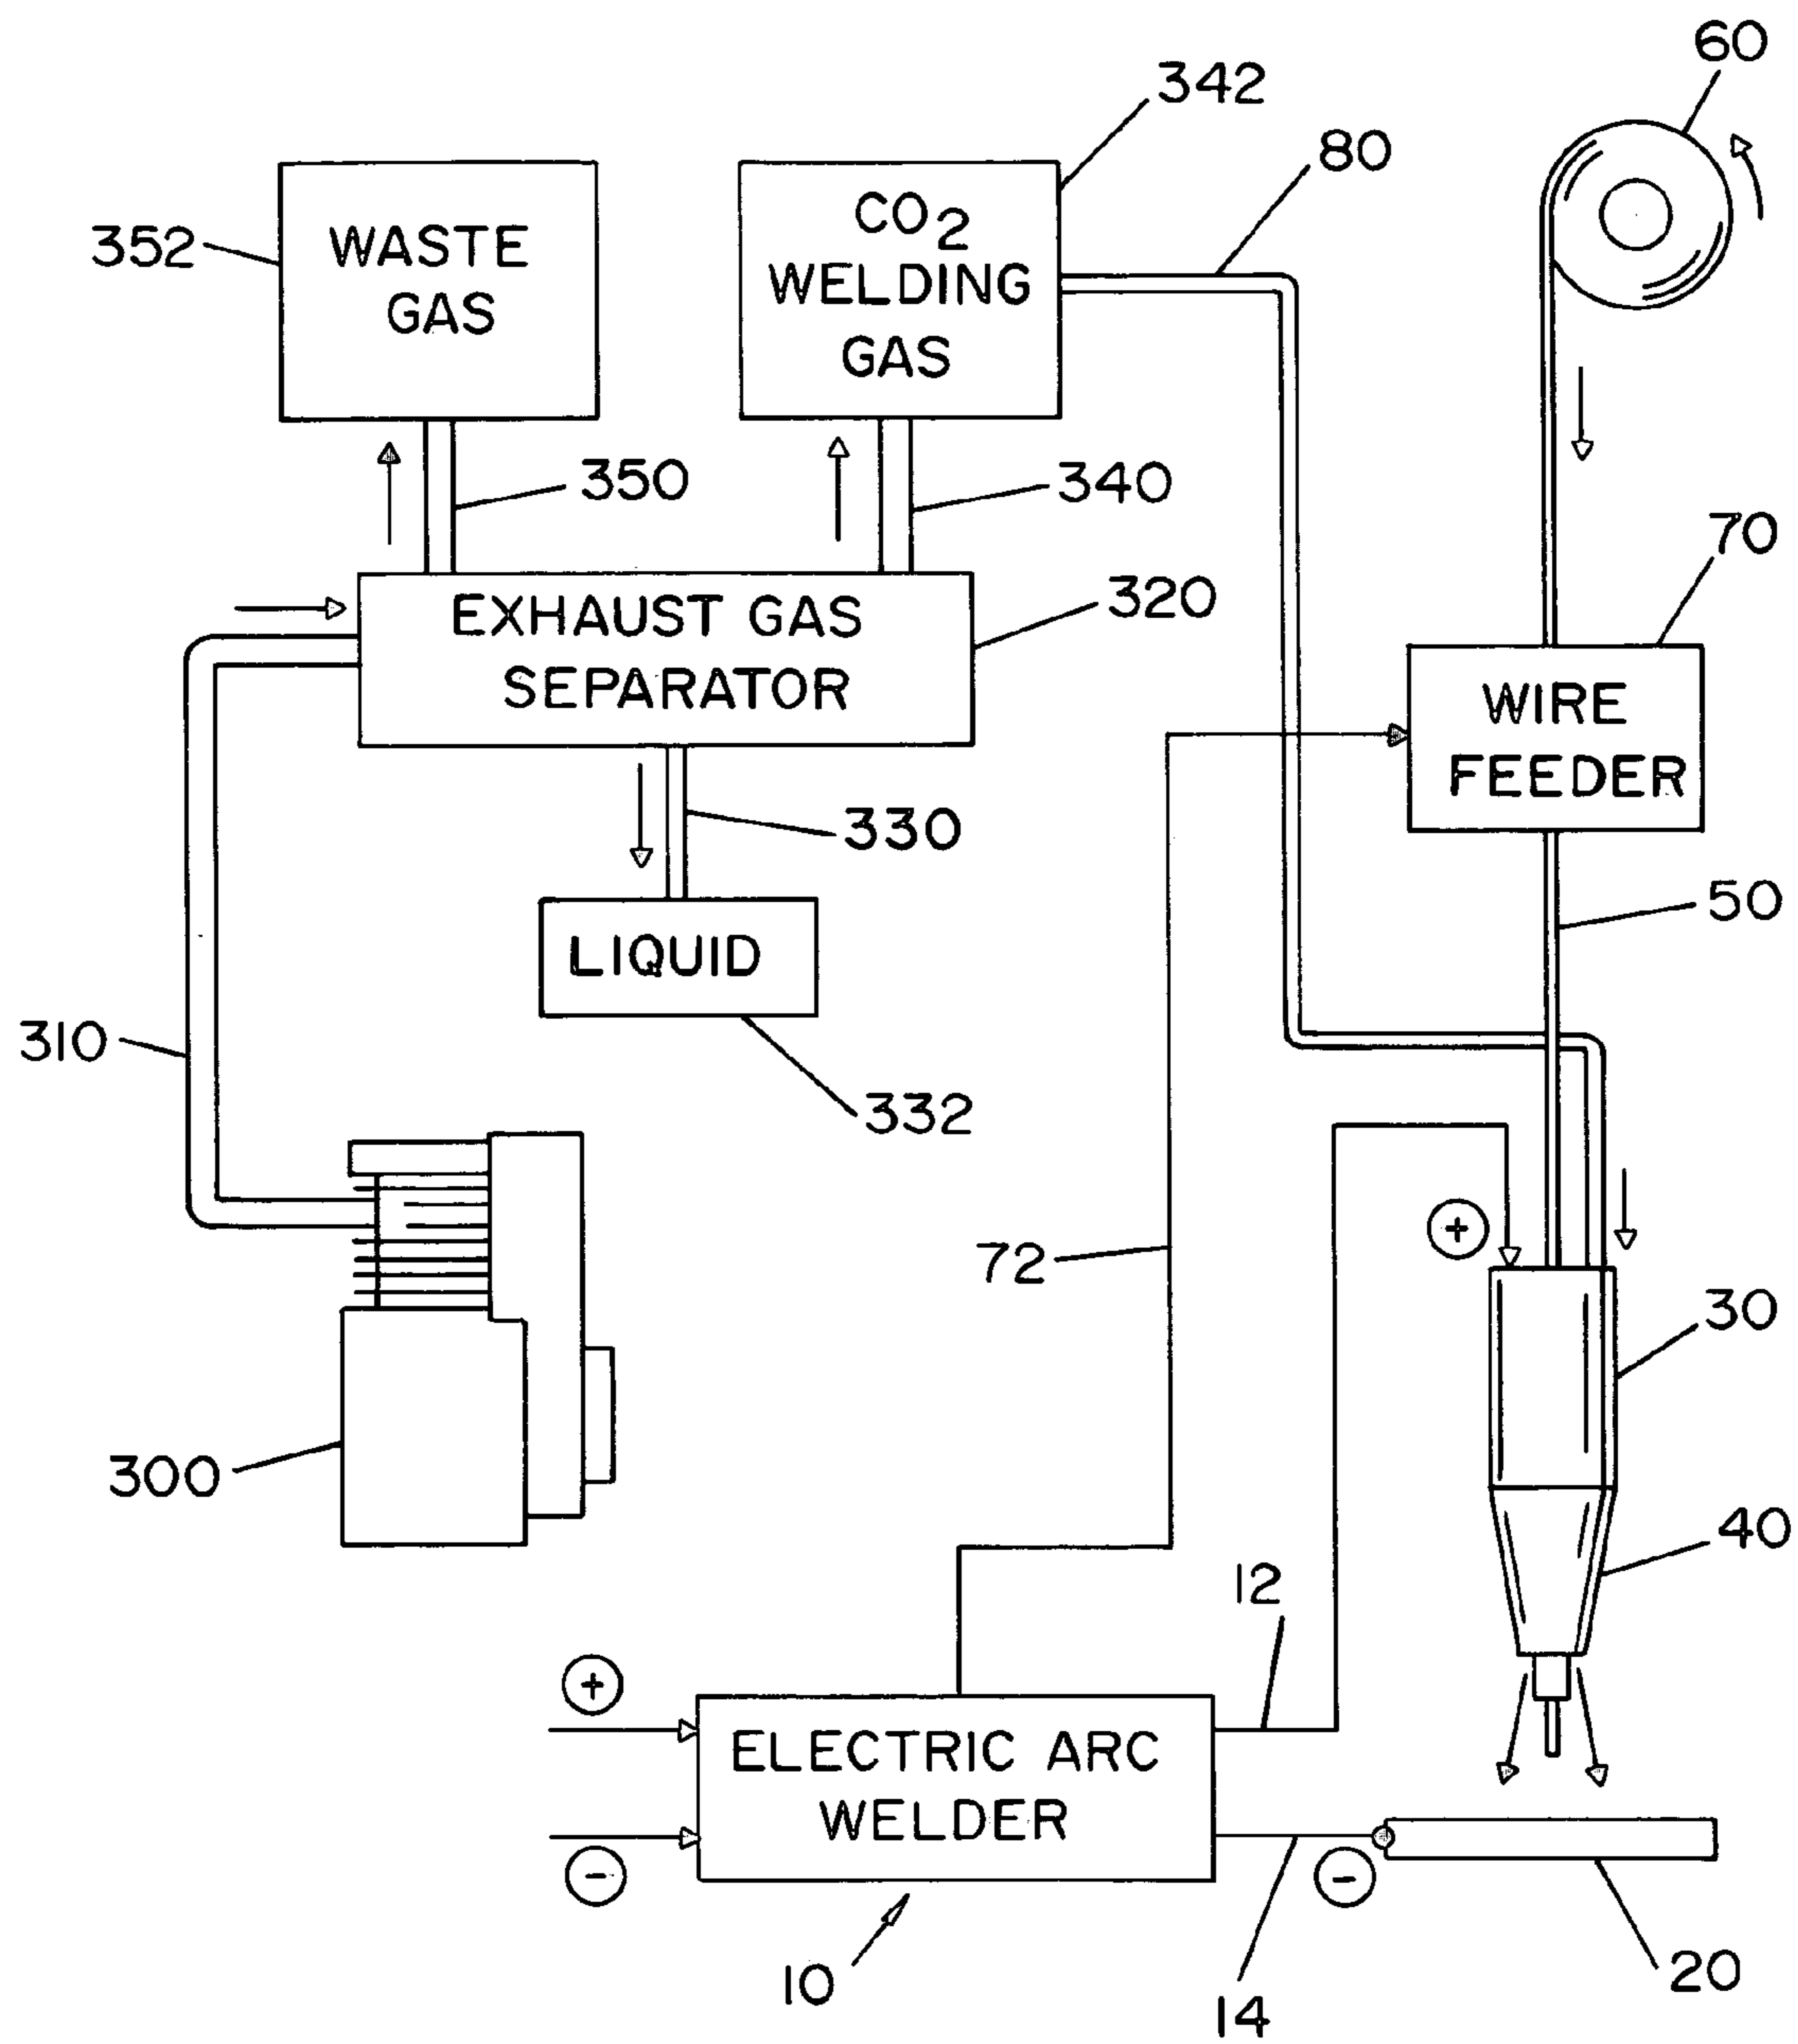 60
342
80
352
WASTE
GAS
CO2
WELDING
GAS
350
340
70
320
EXHAUST GAS
SEPARATOR
WIRE
FEEDER
330
50
LIQUID
310
332
+
72
30
300
40
12
+
ELECTRIC ARC
WELDER
-
-
10
14
20